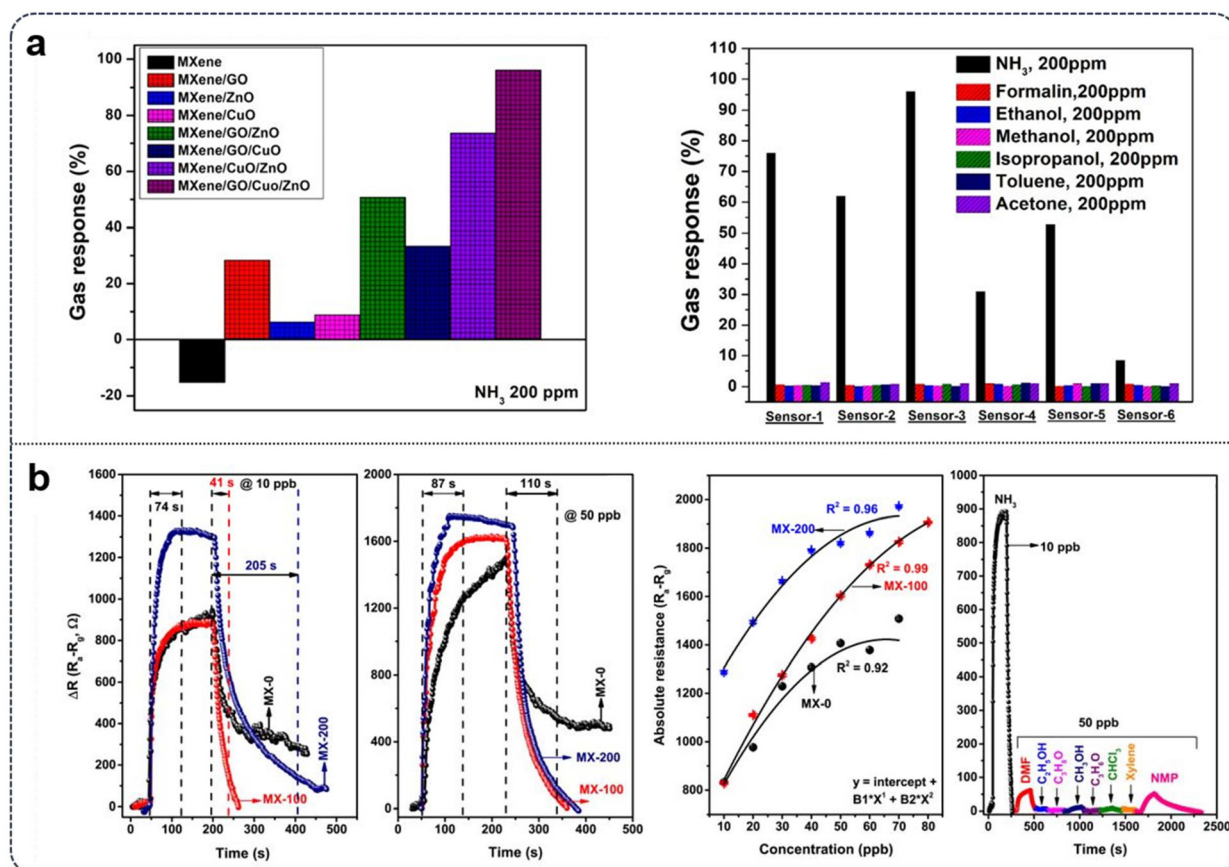 a
MXene
MXene/GO
MXene/ZnO
MXene/CuO
MXene/GO/ZnO
MXene/GO/CuO
MXene/CuO/ZnO
MXene/GO/Cuo/ZnO
Gas response (%)
100
80
60
40
20
0
-20
NH3 200 ppm
Gas response (%)
110
100
90
80
70
60
50
40
30
20
10
0
NH3, 200ppm
Formalin,200ppm
Ethanol, 200ppm
Methanol, 200ppm
Isopropanol, 200ppm
Toluene, 200ppm
Acetone, 200ppm
Sensor-1 Sensor-2 Sensor-3 Sensor-4 Sensor-5 Sensor-6
b
ΔR (Ra-Rg, Ω)
1600
1400
1200
1000
800
600
400
200
0
41 s @ 10 ppb
74 s
205 s
MX-0
MX-200
MX-100
0 100 200 300 400 500
Time (s)
2000
1600
1200
800
400
0
87 s
110 s
@ 50 ppb
MX-0
MX-200
MX-100
0 100 200 300 400 500
Time (s)
Absolute resistance (Ra-Rg)
2000
1800
1600
1400
1200
1000
800
R2 = 0.96
MX-200
R2 = 0.99
MX-100
R2 = 0.92
MX-0
y = intercept +
B1*X1 + B2*X2
10 20 30 40 50 60 70 80
Concentration (ppb)
900
800
700
600
500
400
300
200
100
50
0
NH3
10 ppb
50 ppb
DMF
C2H5OH
C3H8O
CH3OH
C3H6O
CHCl3
Xylene
NMP
0 500 1000 1500 2000 2500
Time (s)